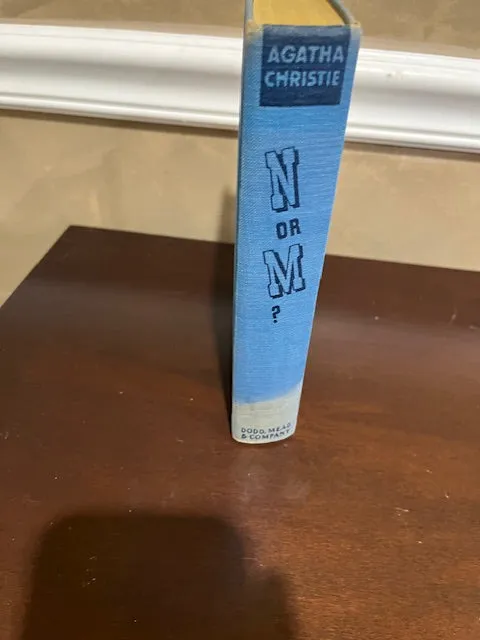 AGATHA
CHRISTIE
N
OR
M
?
DODD, MEAD
& COMPANY